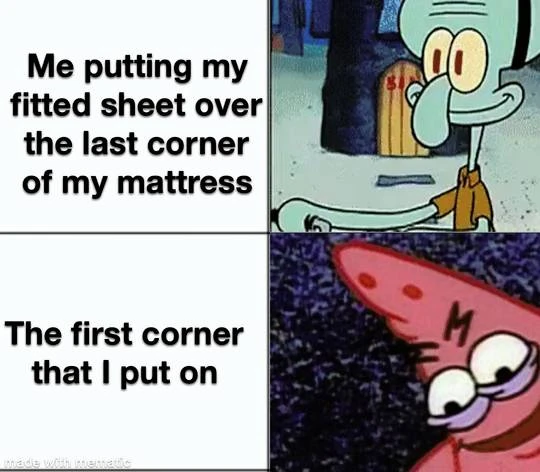 Me putting my
fitted sheet over
the last corner
of my mattress
The first corner
that I put on
made with mematic